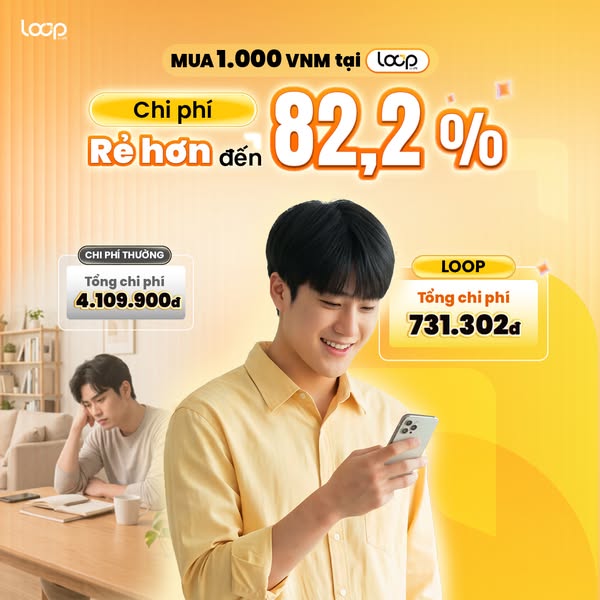 loop
MUA 1.000 VNM tại loop
Chi phí
Rẻ hơn đến 82,2%
CHI PHÍ THƯỜNG
Tổng chi phí
4.109.900đ
LOOP
Tổng chi phí
731.302đ